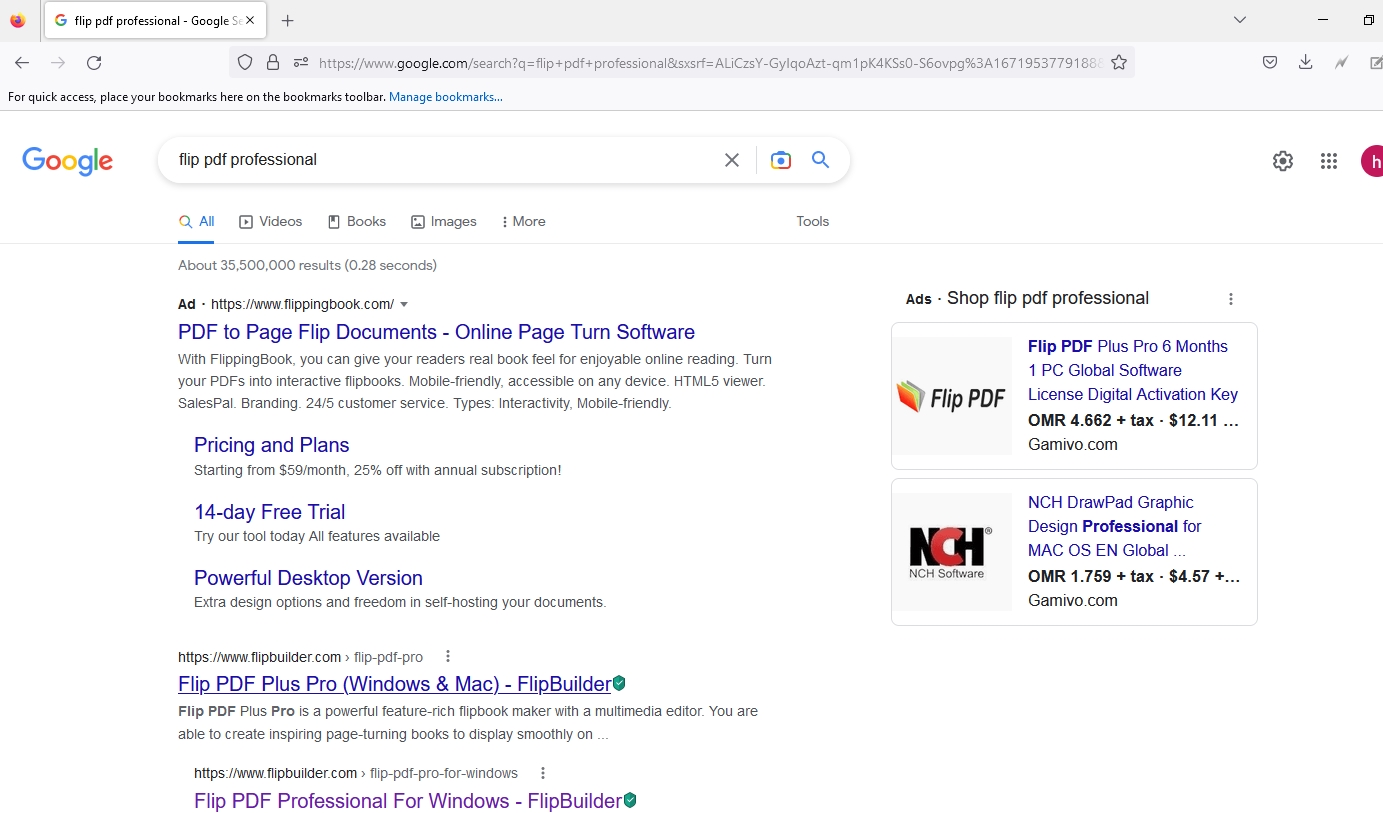 flip pdf professional - Google Se
https://www.google.com/search?q=flip+pdf+professional&sxsrf=ALiCzsY-GyIqoAzt-qm1pK4KSs0-S6ovpg%3A1671953779188
For quick access, place your bookmarks here on the bookmarks toolbar. Manage bookmarks...
Google
flip pdf professional
h
All Videos Books Images More Tools
About 35,500,000 results (0.28 seconds)
Ad · https://www.flippingbook.com/
PDF to Page Flip Documents - Online Page Turn Software
With FlippingBook, you can give your readers real book feel for enjoyable online reading. Turn
your PDFs into interactive flipbooks. Mobile-friendly, accessible on any device. HTML5 viewer.
SalesPal. Branding. 24/5 customer service. Types: Interactivity, Mobile-friendly.
Pricing and Plans
Starting from $59/month, 25% off with annual subscription!
14-day Free Trial
Try our tool today All features available
Powerful Desktop Version
Extra design options and freedom in self-hosting your documents.
https://www.flipbuilder.com › flip-pdf-pro
Flip PDF Plus Pro (Windows & Mac) - FlipBuilder
Flip PDF Plus Pro is a powerful feature-rich flipbook maker with a multimedia editor. You are
able to create inspiring page-turning books to display smoothly on ...
https://www.flipbuilder.com › flip-pdf-pro-for-windows
Flip PDF Professional For Windows - FlipBuilder
Ads · Shop flip pdf professional
Flip PDF
Flip PDF Plus Pro 6 Months
1 PC Global Software
License Digital Activation Key
OMR 4.662 + tax · $12.11 ...
Gamivo.com
NCH®
NCH Software
NCH DrawPad Graphic
Design Professional for
MAC OS EN Global ...
OMR 1.759 + tax · $4.57 +...
Gamivo.com